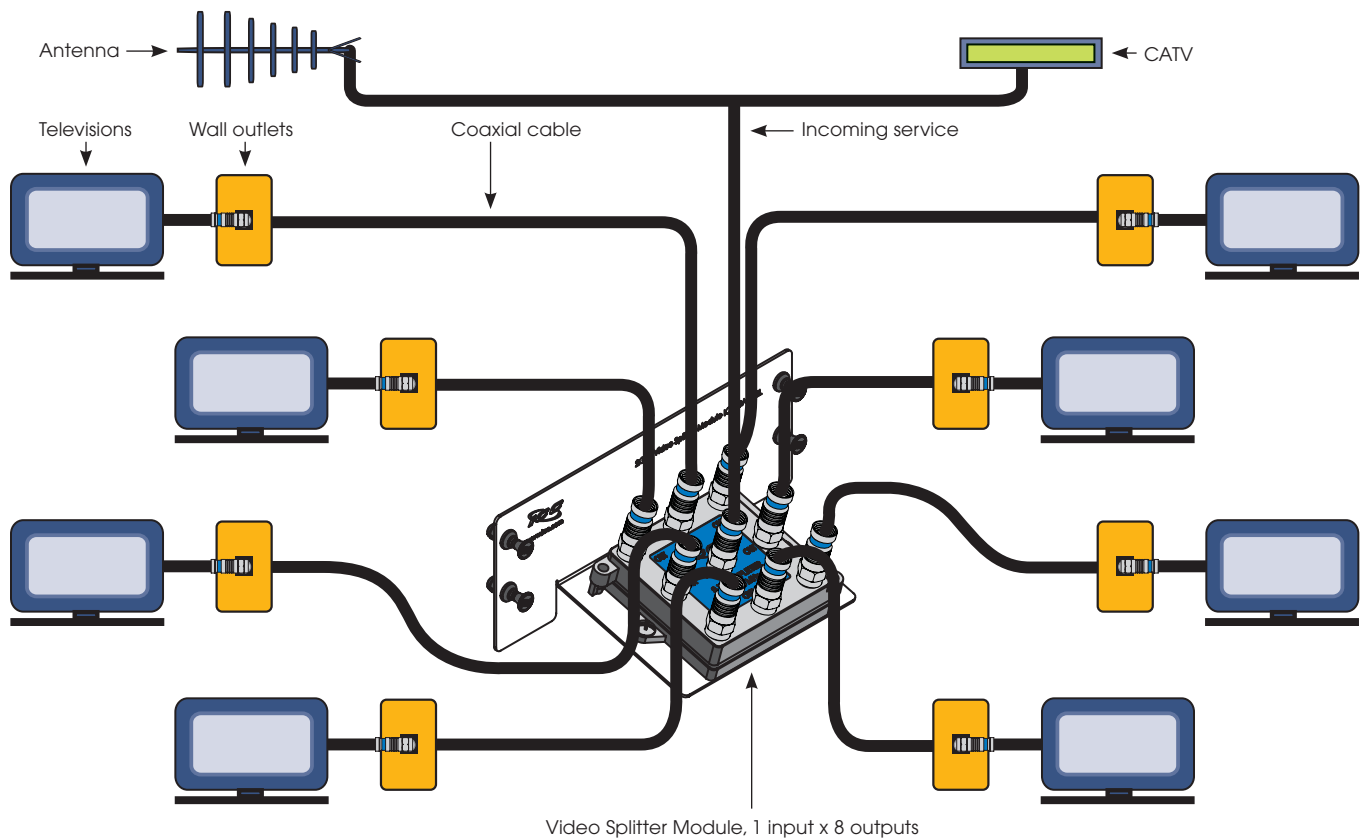 Antenna
CATV
Televisions
Wall outlets
Coaxial cable
Incoming service
Video Splitter Module, 1 input x 8 outputs